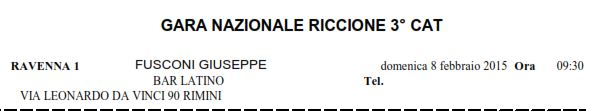 GARA NAZIONALE RICCIONE 3° CAT
RAVENNA 1 FUSCONI GIUSEPPE domenica 8 febbraio 2015 Ora 09:30
BAR LATINO Tel.
VIA LEONARDO DA VINCI 90 RIMINI